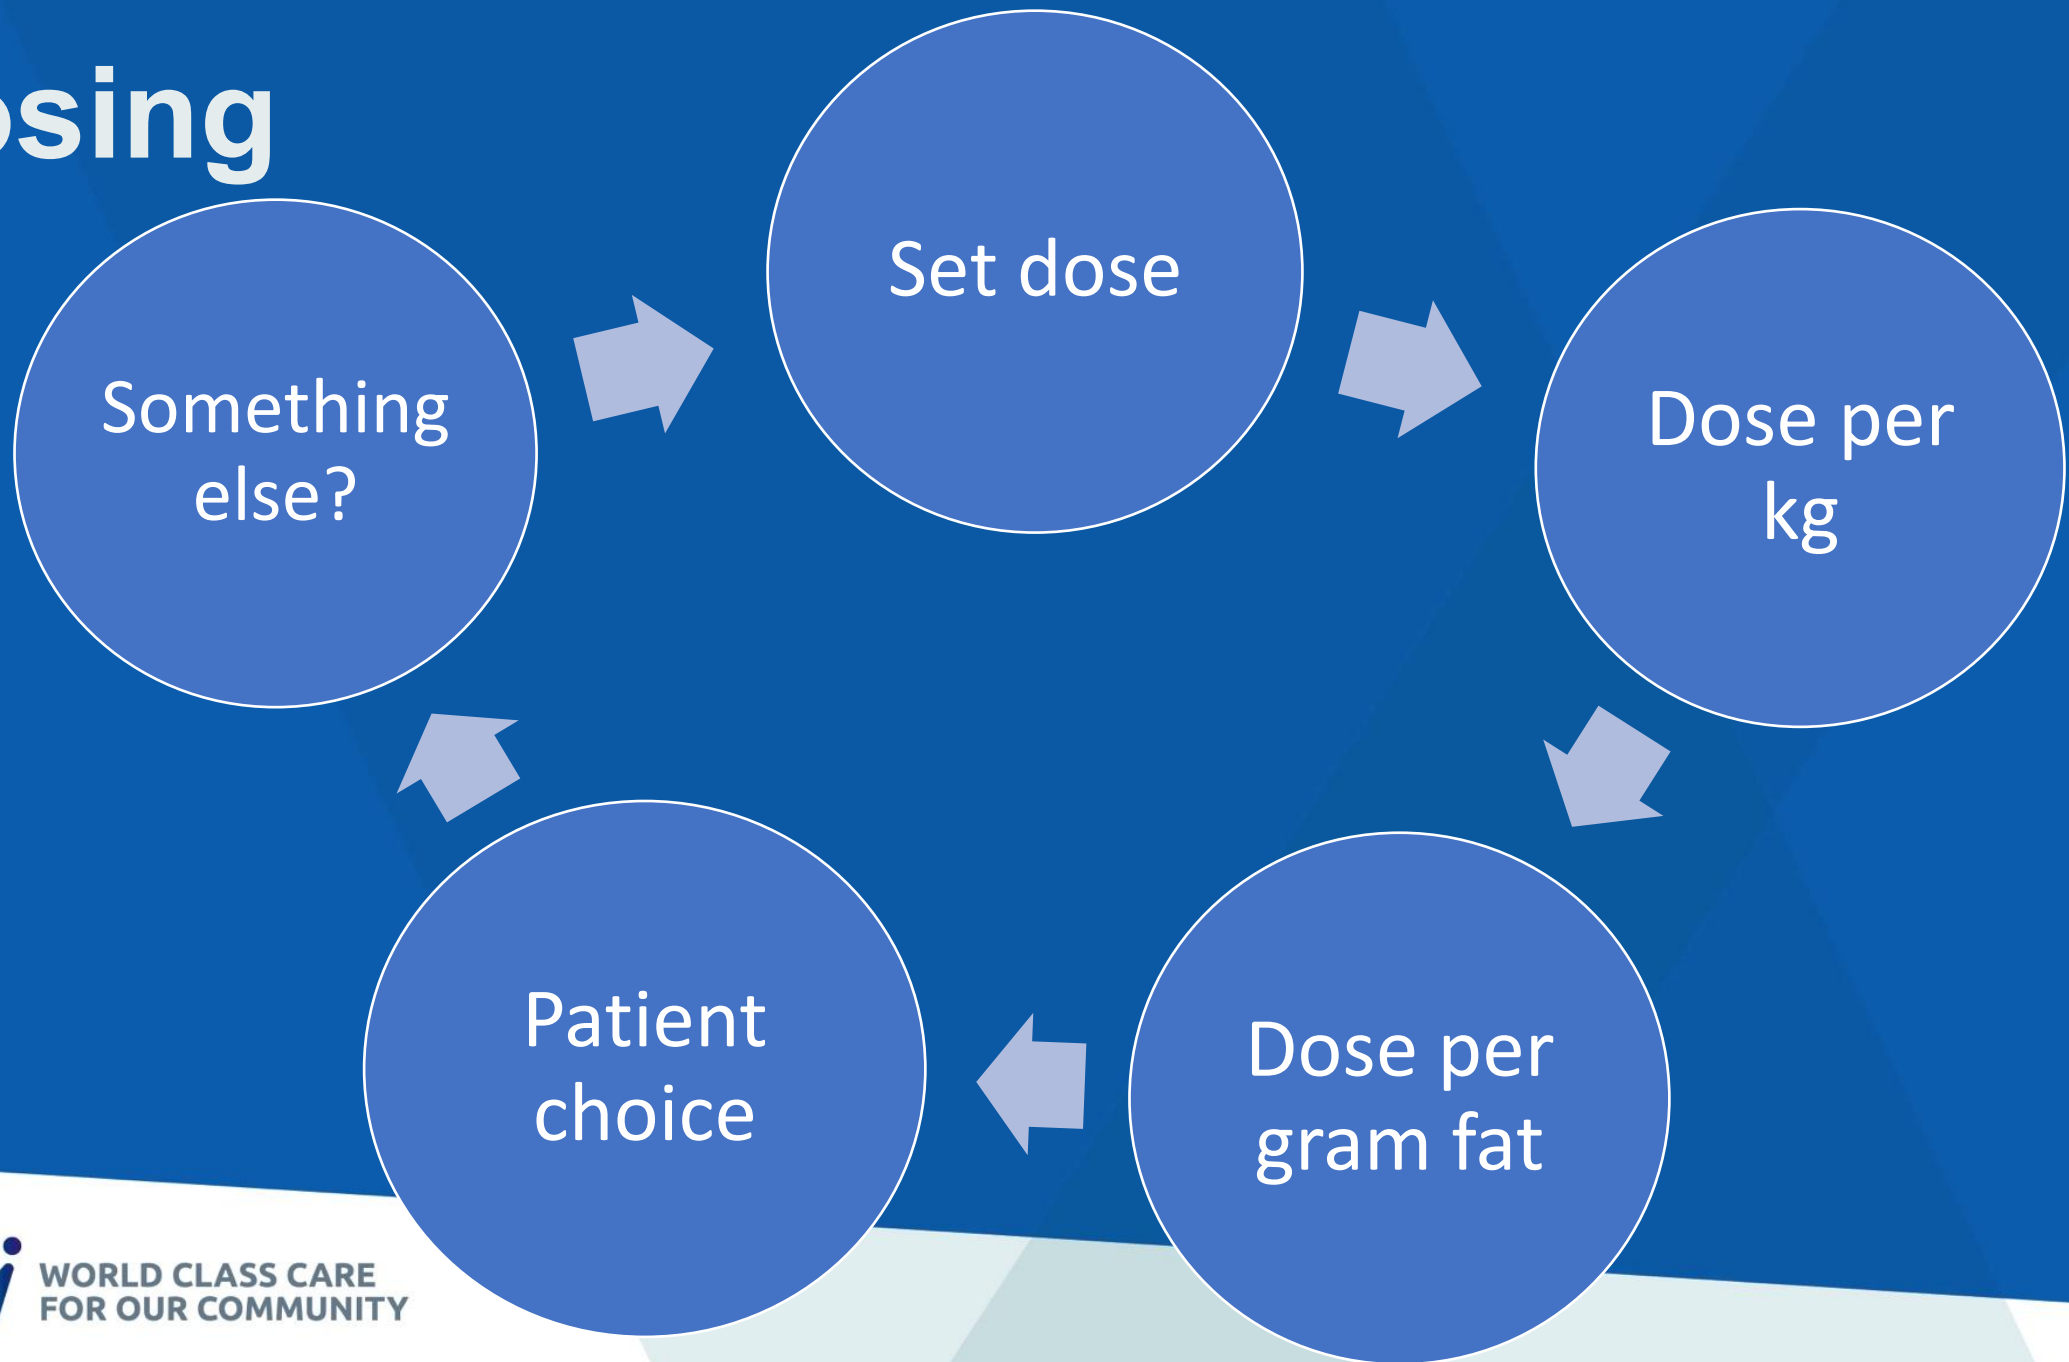 osing
Set dose
Dose per
kg
Dose per
gram fat
Patient
choice
Something
else?
WORLD CLASS CARE
FOR OUR COMMUNITY